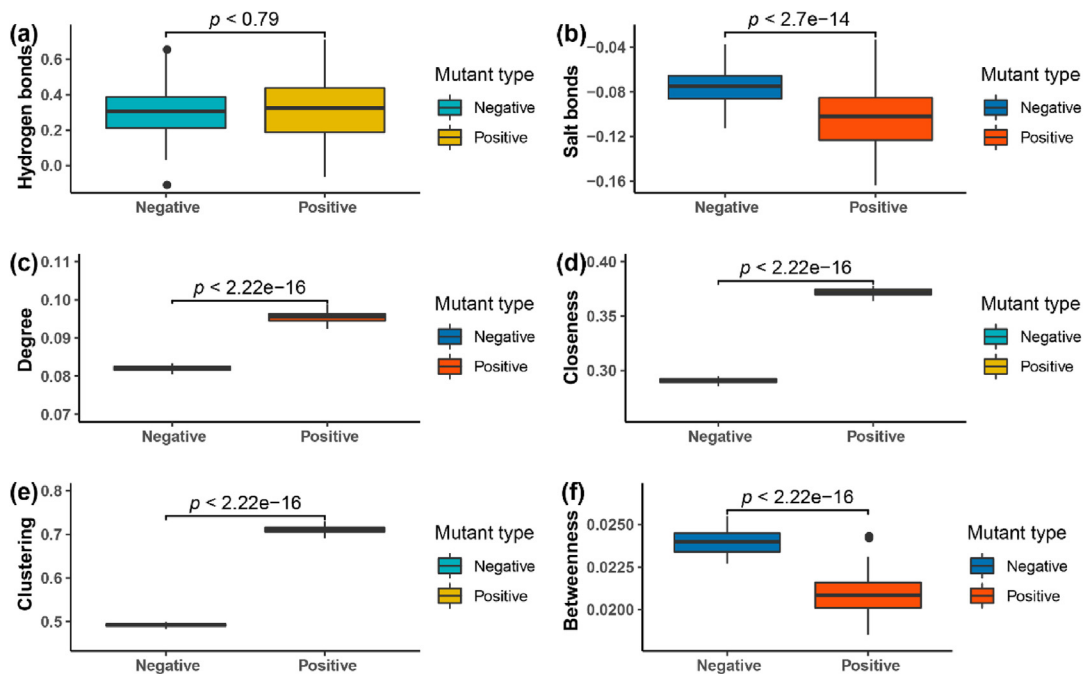 (a)
p < 0.79
Hydrogen bonds
0.6
0.4
0.2
0.0
Negative
Positive
Mutant type
Negative
Positive
(b)
p < 2.7e−14
Salt bonds
−0.04
−0.08
−0.12
−0.16
Negative
Positive
Mutant type
Negative
Positive
(c)
p < 2.22e−16
Degree
0.11
0.10
0.09
0.08
0.07
Negative
Positive
Mutant type
Negative
Positive
(d)
p < 2.22e−16
Closeness
0.40
0.35
0.30
Negative
Positive
Mutant type
Negative
Positive
(e)
p < 2.22e−16
Clustering
0.8
0.7
0.6
0.5
Negative
Positive
Mutant type
Negative
Positive
(f)
p < 2.22e−16
Betweenness
0.0250
0.0225
0.0200
Negative
Positive
Mutant type
Negative
Positive